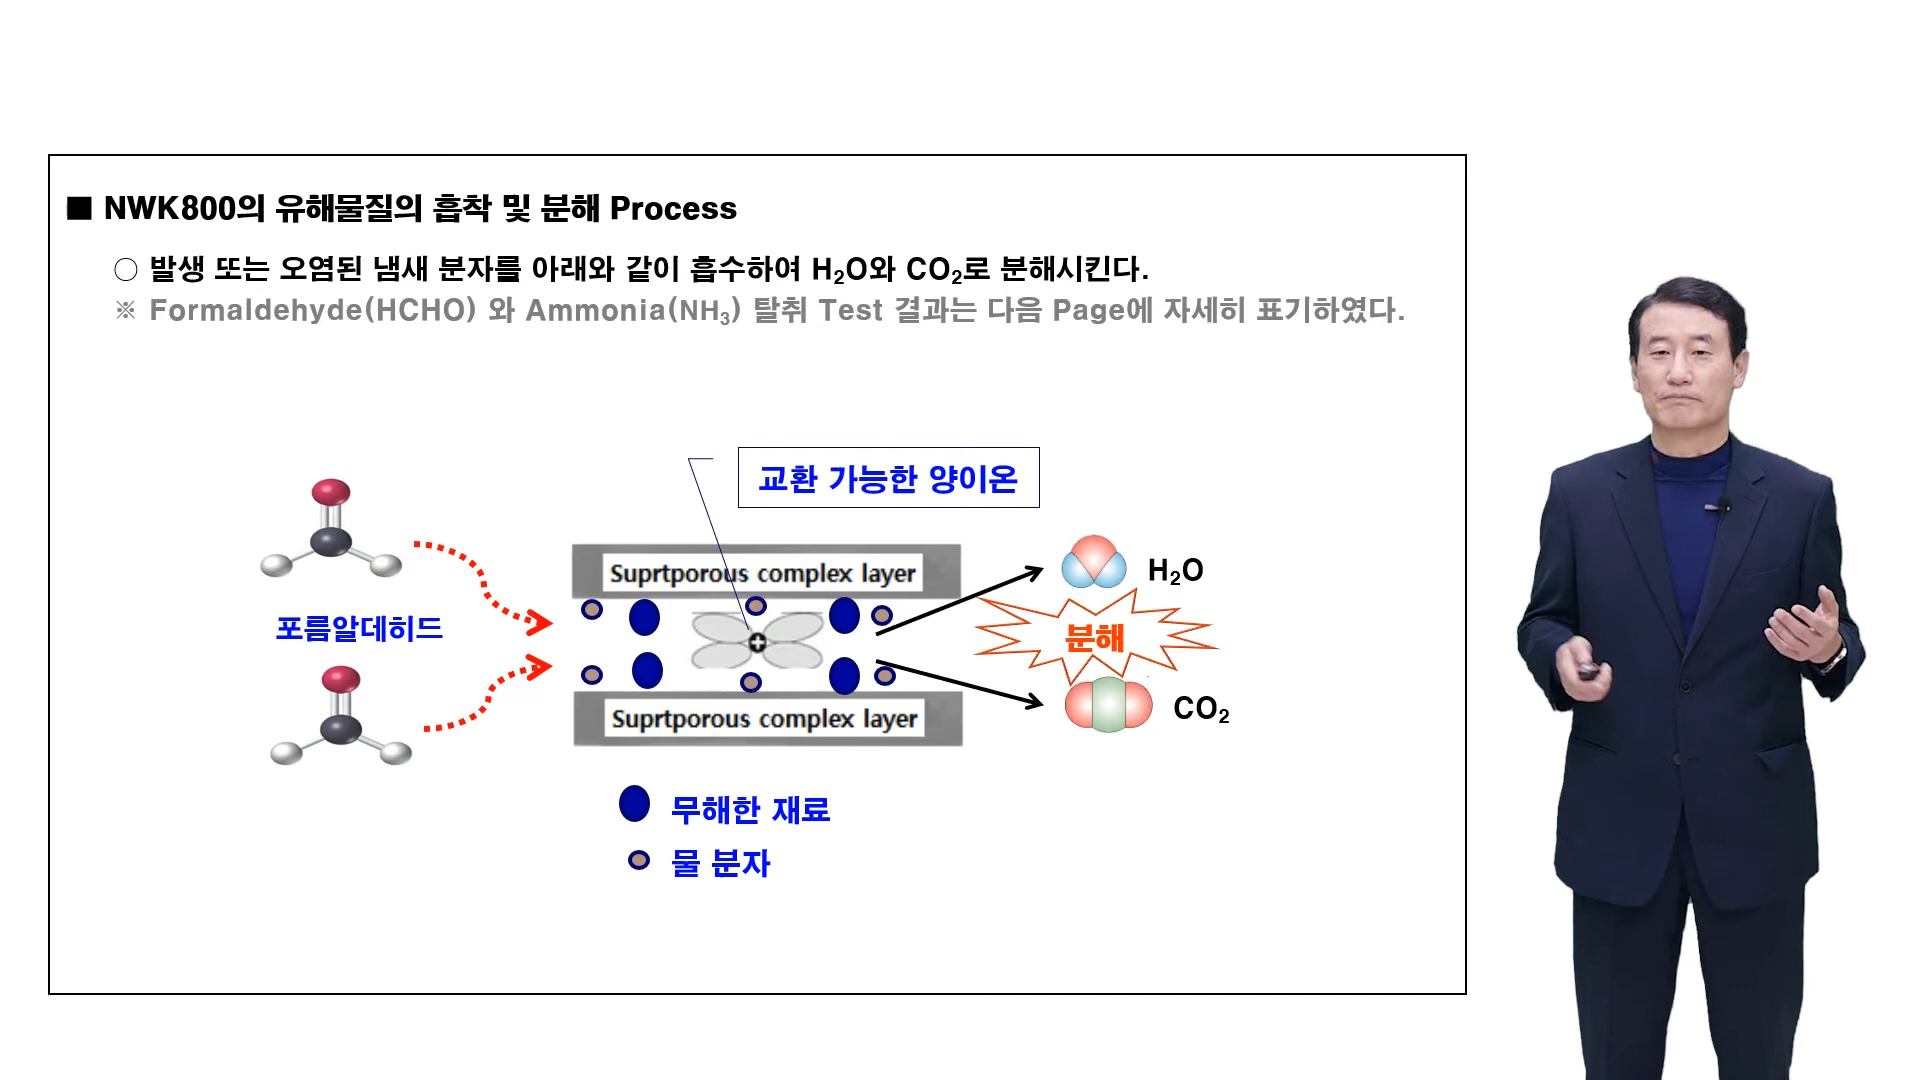 ■ NWK800의 유해물질의 흡착 및 분해 Process
○ 발생 또는 오염된 냄새 분자를 아래와 같이 흡수하여 H₂O와 CO₂로 분해시킨다.
※ Formaldehyde(HCHO) 와 Ammonia(NH₃) 탈취 Test 결과는 다음 Page에 자세히 표기하였다.
교환 가능한 양이온
Suprtporous complex layer
H₂O
포름알데히드
분해
Suprtporous complex layer
CO₂
무해한 재료
물 분자